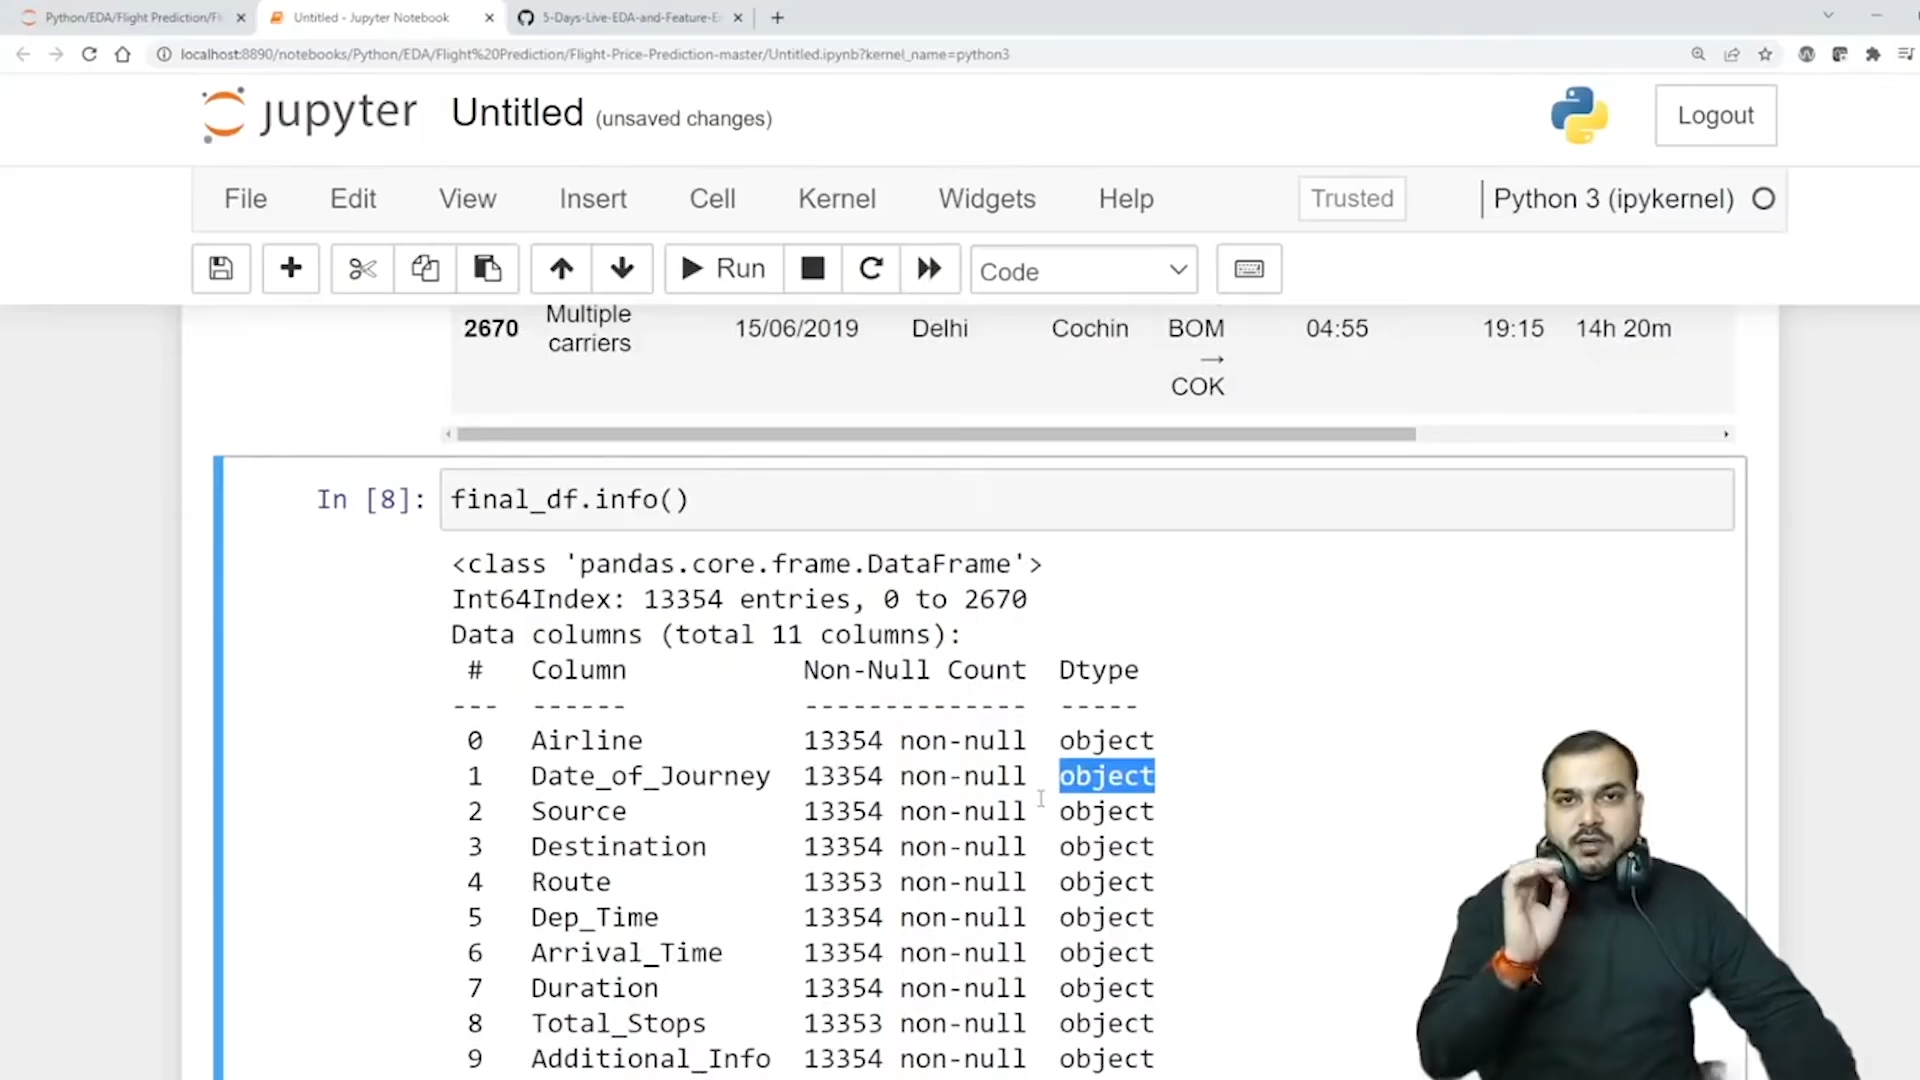 Python/EDA/Flight Prediction/Fl
Untitled - Jupyter Notebook
5-Days-Live-EDA-and-Feature-E
localhost:8890/notebooks/Python/EDA/Flight%20Prediction/Flight-Price-Prediction-master/Untitled.ipynb?kernel_name=python3
jupyter Untitled (unsaved changes)
Logout
File Edit View Insert Cell Kernel Widgets Help Trusted Python 3 (ipykernel)
Run Code
2670 Multiple carriers 15/06/2019 Delhi Cochin BOM → COK 04:55 19:15 14h 20m
In [8]: final_df.info()
<class 'pandas.core.frame.DataFrame'>
Int64Index: 13354 entries, 0 to 2670
Data columns (total 11 columns):
# Column Non-Null Count Dtype
--- ------ -------------- -----
0 Airline 13354 non-null object
1 Date_of_Journey 13354 non-null object
2 Source 13354 non-null object
3 Destination 13354 non-null object
4 Route 13353 non-null object
5 Dep_Time 13354 non-null object
6 Arrival_Time 13354 non-null object
7 Duration 13354 non-null object
8 Total_Stops 13353 non-null object
9 Additional_Info 13354 non-null object